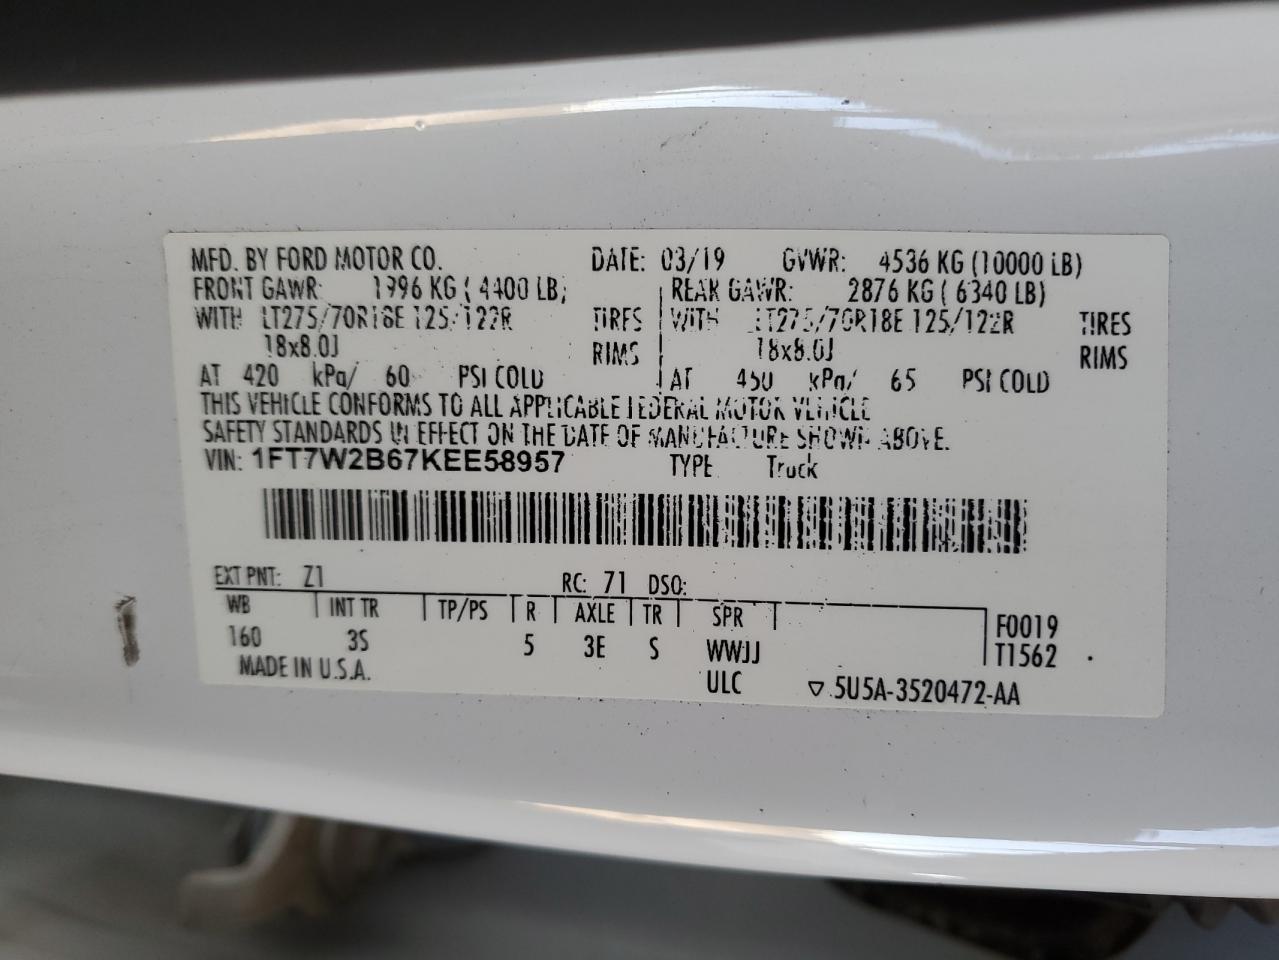 MFD. BY FORD MOTOR CO. DATE: 03/19 GVWR: 4536 KG (10000 LB)
FRONT GAWR: 1996 KG ( 4400 LB) REAR GAWR: 2876 KG ( 6340 LB)
WITH LT275/70R18E 125/122R TIRES WITH LT275/70R18E 125/122R TIRES
18x8.0J RIMS 18x8.0J RIMS
AT 420 kPa/ 60 PSI COLD AT 450 kPa/ 65 PSI COLD
THIS VEHICLE CONFORMS TO ALL APPLICABLE FEDERAL MOTOR VEHICLE
SAFETY STANDARDS IN EFFECT ON THE DATE OF MANUFACTURE SHOWN ABOVE.
VIN: 1FT7W2B67KEE58957 TYPE Truck
EXT PNT: Z1 RC: 71 DSO:
WB INT TR TP/PS R AXLE TR SPR F0019
160 3S 5 3E S WWJJ T1562
MADE IN U.S.A. ULC ▽ 5U5A-3520472-AA